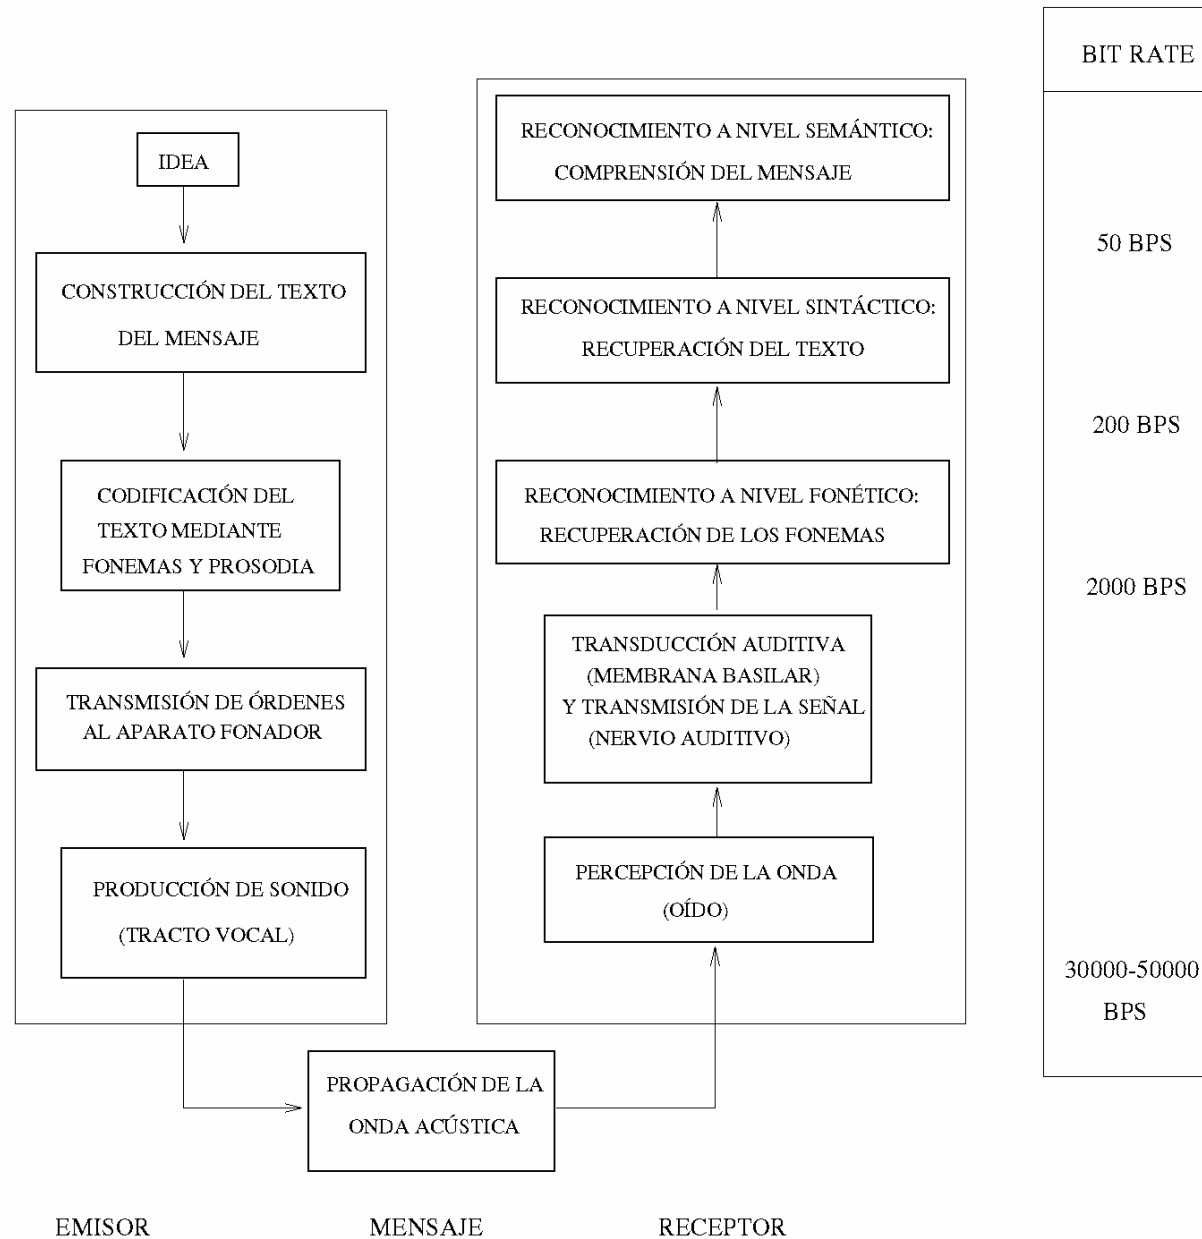 IDEA
CONSTRUCCIÓN DEL TEXTO
DEL MENSAJE
CODIFICACIÓN DEL
TEXTO MEDIANTE
FONEMAS Y PROSODIA
TRANSMISIÓN DE ÓRDENES
AL APARATO FONADOR
PRODUCCIÓN DE SONIDO
(TRACTO VOCAL)
PROPAGACIÓN DE LA
ONDA ACÚSTICA
RECONOCIMIENTO A NIVEL SEMÁNTICO:
COMPRENSIÓN DEL MENSAJE
RECONOCIMIENTO A NIVEL SINTÁCTICO:
RECUPERACIÓN DEL TEXTO
RECONOCIMIENTO A NIVEL FONÉTICO:
RECUPERACIÓN DE LOS FONEMAS
TRANSDUCCIÓN AUDITIVA
(MEMBRANA BASILAR)
Y TRANSMISIÓN DE LA SEÑAL
(NERVIO AUDITIVO)
PERCEPCIÓN DE LA ONDA
(OÍDO)
BIT RATE
50 BPS
200 BPS
2000 BPS
30000-50000
BPS
EMISOR
MENSAJE
RECEPTOR